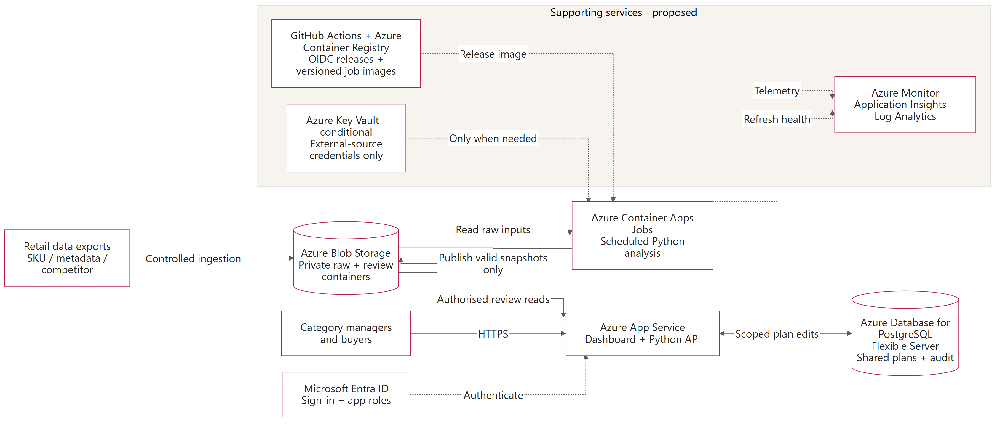 Supporting services - proposed
GitHub Actions + Azure
Container Registry
OIDC releases +
versioned job images
Release image
Telemetry
Refresh health
Azure Monitor
Application Insights +
Log Analytics
Azure Key Vault -
conditional
External-source
credentials only
Only when needed
Retail data exports
SKU / metadata /
competitor
Controlled ingestion
Azure Blob Storage
Private raw + review
containers
Read raw inputs
Publish valid snapshots
only
Authorised review reads
Azure Container Apps
Jobs
Scheduled Python
analysis
Category managers
and buyers
HTTPS
Azure App Service
Dashboard + Python API
Scoped plan edits
Azure Database for
PostgreSQL
Flexible Server
Shared plans + audit
Microsoft Entra ID
Sign-in + app roles
Authenticate